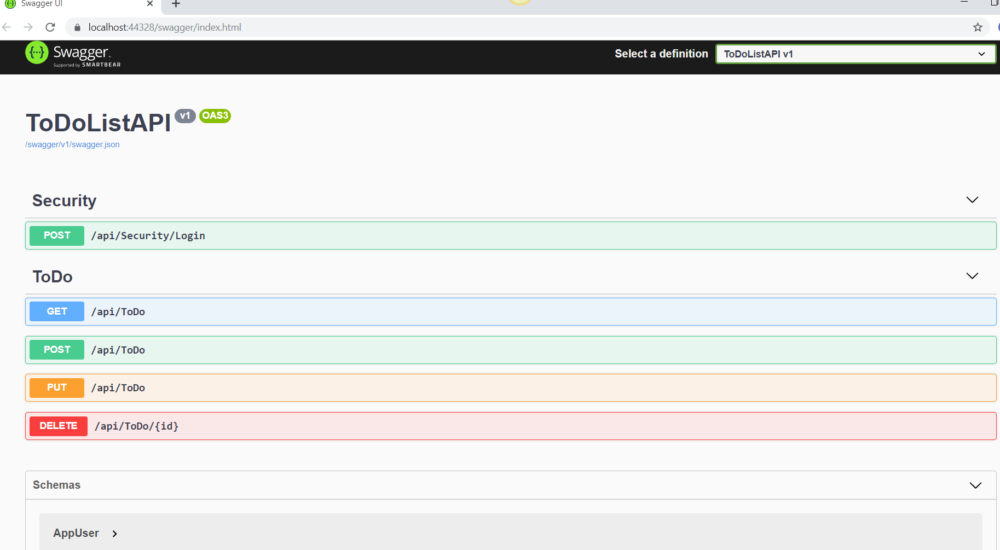 Swagger UI
localhost:44328/swagger/index.html
{···} Swagger.
Supported by SMARTBEAR
Select a definition
ToDoListAPI v1
ToDoListAPI v1 OAS3
/swagger/v1/swagger.json
Security
POST /api/Security/Login
ToDo
GET /api/ToDo
POST /api/ToDo
PUT /api/ToDo
DELETE /api/ToDo/{id}
Schemas
AppUser